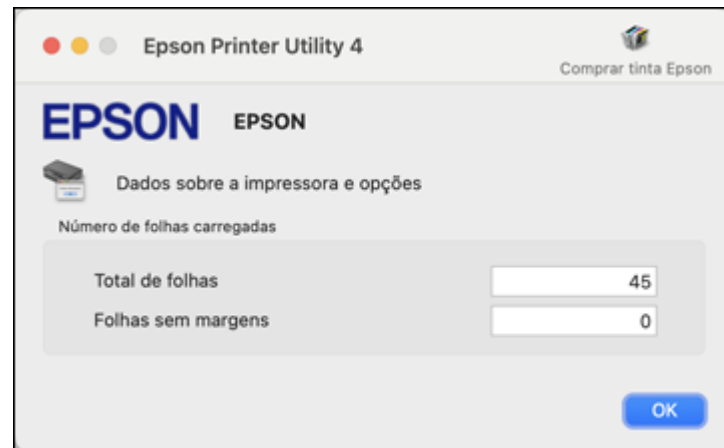 Epson Printer Utility 4
Comprar tinta Epson
EPSON EPSON
Dados sobre a impressora e opções
Número de folhas carregadas
Total de folhas 45
Folhas sem margens 0
OK